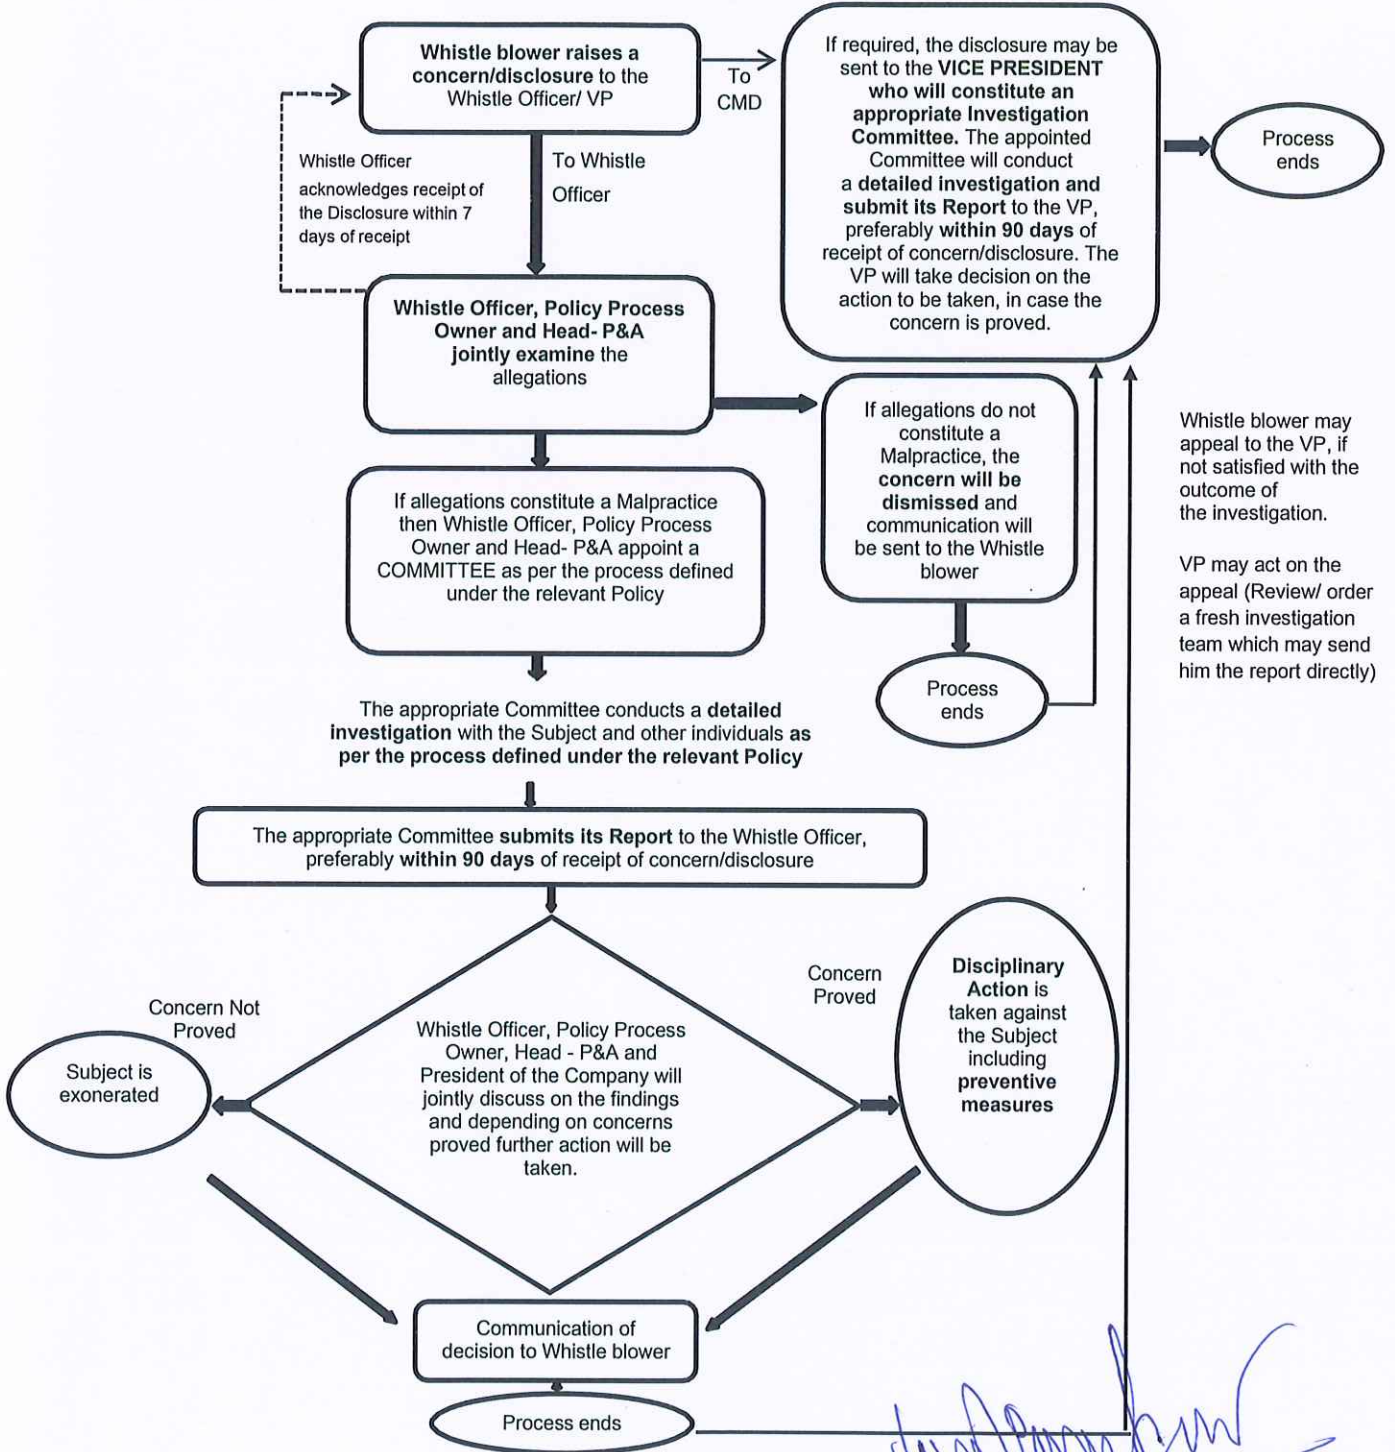 Whistle blower raises a
concern/disclosure to the
Whistle Officer/ VP
To
CMD
If required, the disclosure may be
sent to the VICE PRESIDENT
who will constitute an
appropriate Investigation
Committee. The appointed
Committee will conduct
a detailed investigation and
submit its Report to the VP,
preferably within 90 days of
receipt of concern/disclosure. The
VP will take decision on the
action to be taken, in case the
concern is proved.
Process
ends
Whistle Officer
acknowledges receipt of
the Disclosure within 7
days of receipt
To Whistle
Officer
Whistle Officer, Policy Process
Owner and Head- P&A
jointly examine the
allegations
If allegations do not
constitute a
Malpractice, the
concern will be
dismissed and
communication will
be sent to the Whistle
blower
Whistle blower may
appeal to the VP, if
not satisfied with the
outcome of
the investigation.
VP may act on the
appeal (Review/ order
a fresh investigation
team which may send
him the report directly)
If allegations constitute a Malpractice
then Whistle Officer, Policy Process
Owner and Head- P&A appoint a
COMMITTEE as per the process defined
under the relevant Policy
Process
ends
The appropriate Committee conducts a detailed
investigation with the Subject and other individuals as
per the process defined under the relevant Policy
The appropriate Committee submits its Report to the Whistle Officer,
preferably within 90 days of receipt of concern/disclosure
Concern Not
Proved
Subject is
exonerated
Whistle Officer, Policy Process
Owner, Head - P&A and
President of the Company will
jointly discuss on the findings
and depending on concerns
proved further action will be
taken.
Concern
Proved
Disciplinary
Action is
taken against
the Subject
including
preventive
measures
Communication of
decision to Whistle blower
Process ends